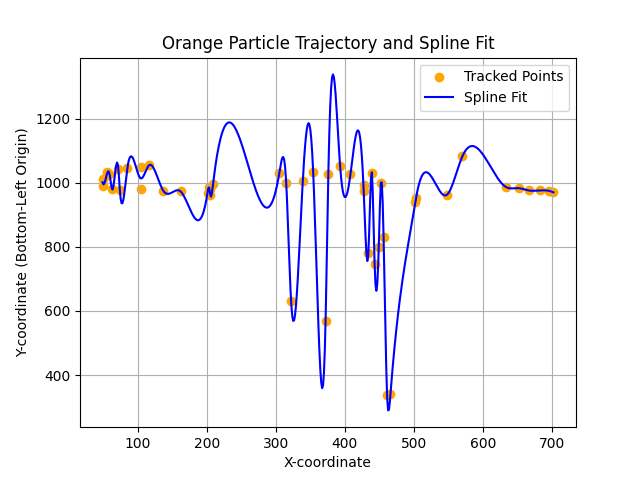 Orange Particle Trajectory and Spline Fit
Tracked Points
Spline Fit
1200
1000
800
600
400
Y-coordinate (Bottom-Left Origin)
100 200 300 400 500 600 700
X-coordinate